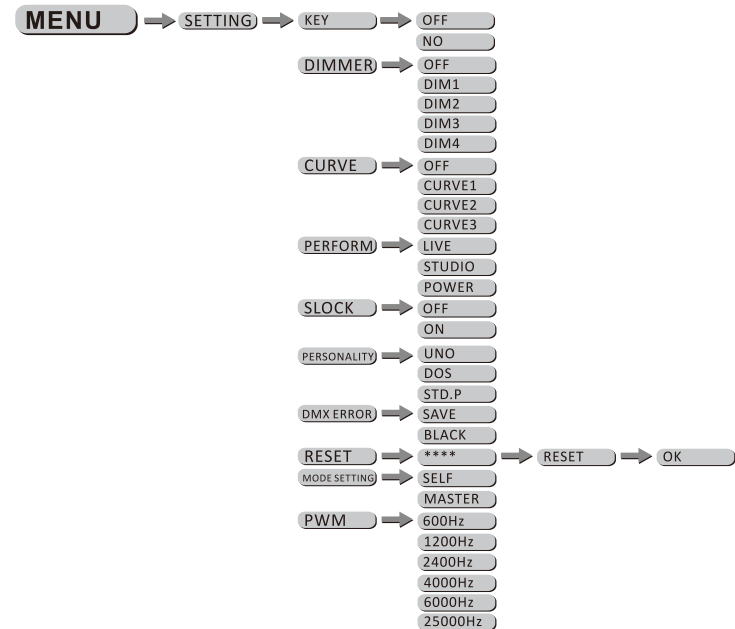 MENU SETTING KEY OFF
NO
DIMMER OFF
DIM1
DIM2
DIM3
DIM4
CURVE OFF
CURVE1
CURVE2
CURVE3
PERFORM LIVE
STUDIO
POWER
SLOCK OFF
ON
PERSONALITY UNO
DOS
STD.P
DMX ERROR SAVE
BLACK
RESET **** RESET OK
MODE SETTING SELF
MASTER
PWM 600Hz
1200Hz
2400Hz
4000Hz
6000Hz
25000Hz